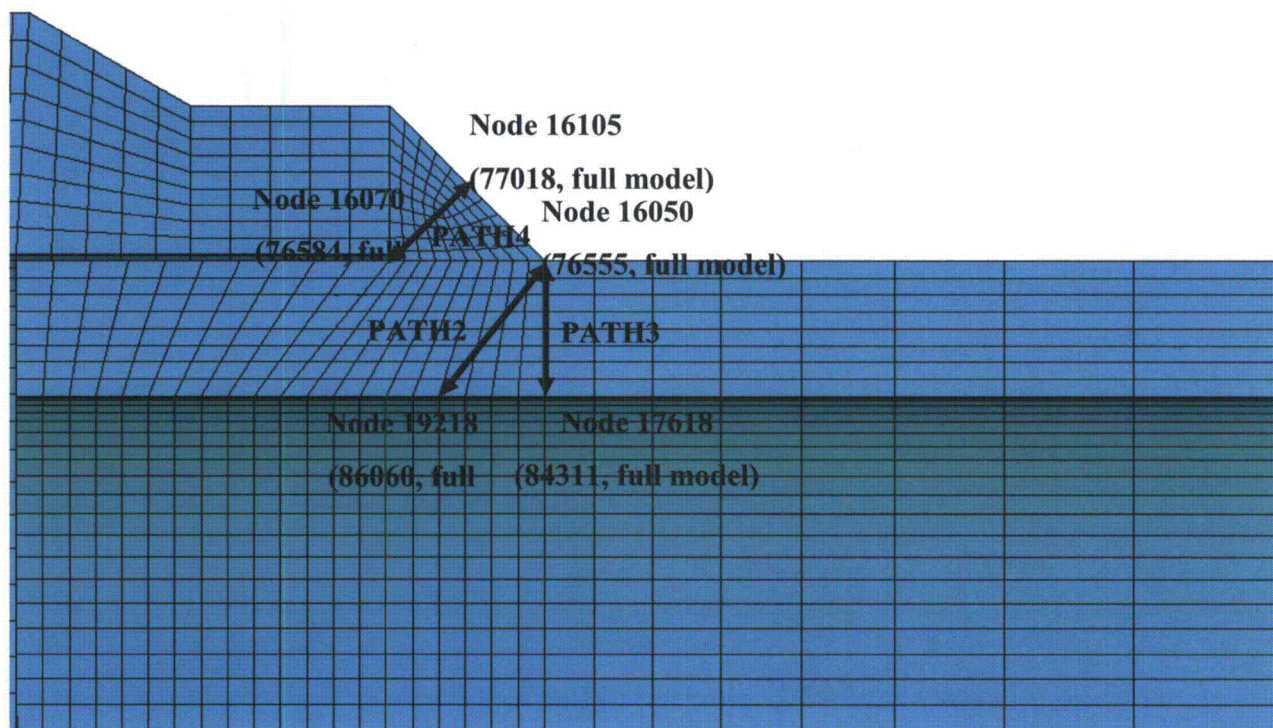 Node 16105
(77018, full model)
Node 16070
(76584, full
PATH4
Node 16050
(76555, full model)
PATH2
PATH3
Node 19218
(86060, full
Node 17618
(84311, full model)